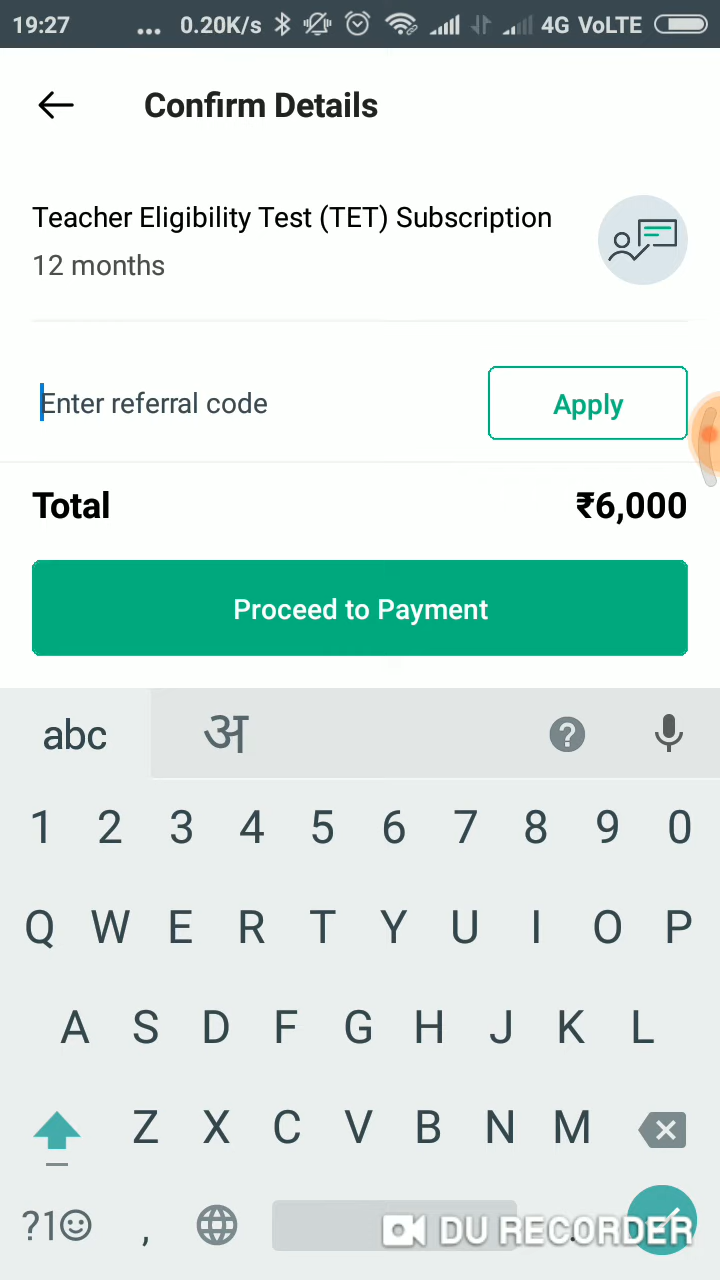 19:27 ... 0.20K/s 4G VoLTE
Confirm Details
Teacher Eligibility Test (TET) Subscription
12 months
Enter referral code
Apply
Total ₹6,000
Proceed to Payment
abc अ ?
1 2 3 4 5 6 7 8 9 0
Q W E R T Y U I O P
A S D F G H J K L
Z X C V B N M
?1 , .
DU RECORDER